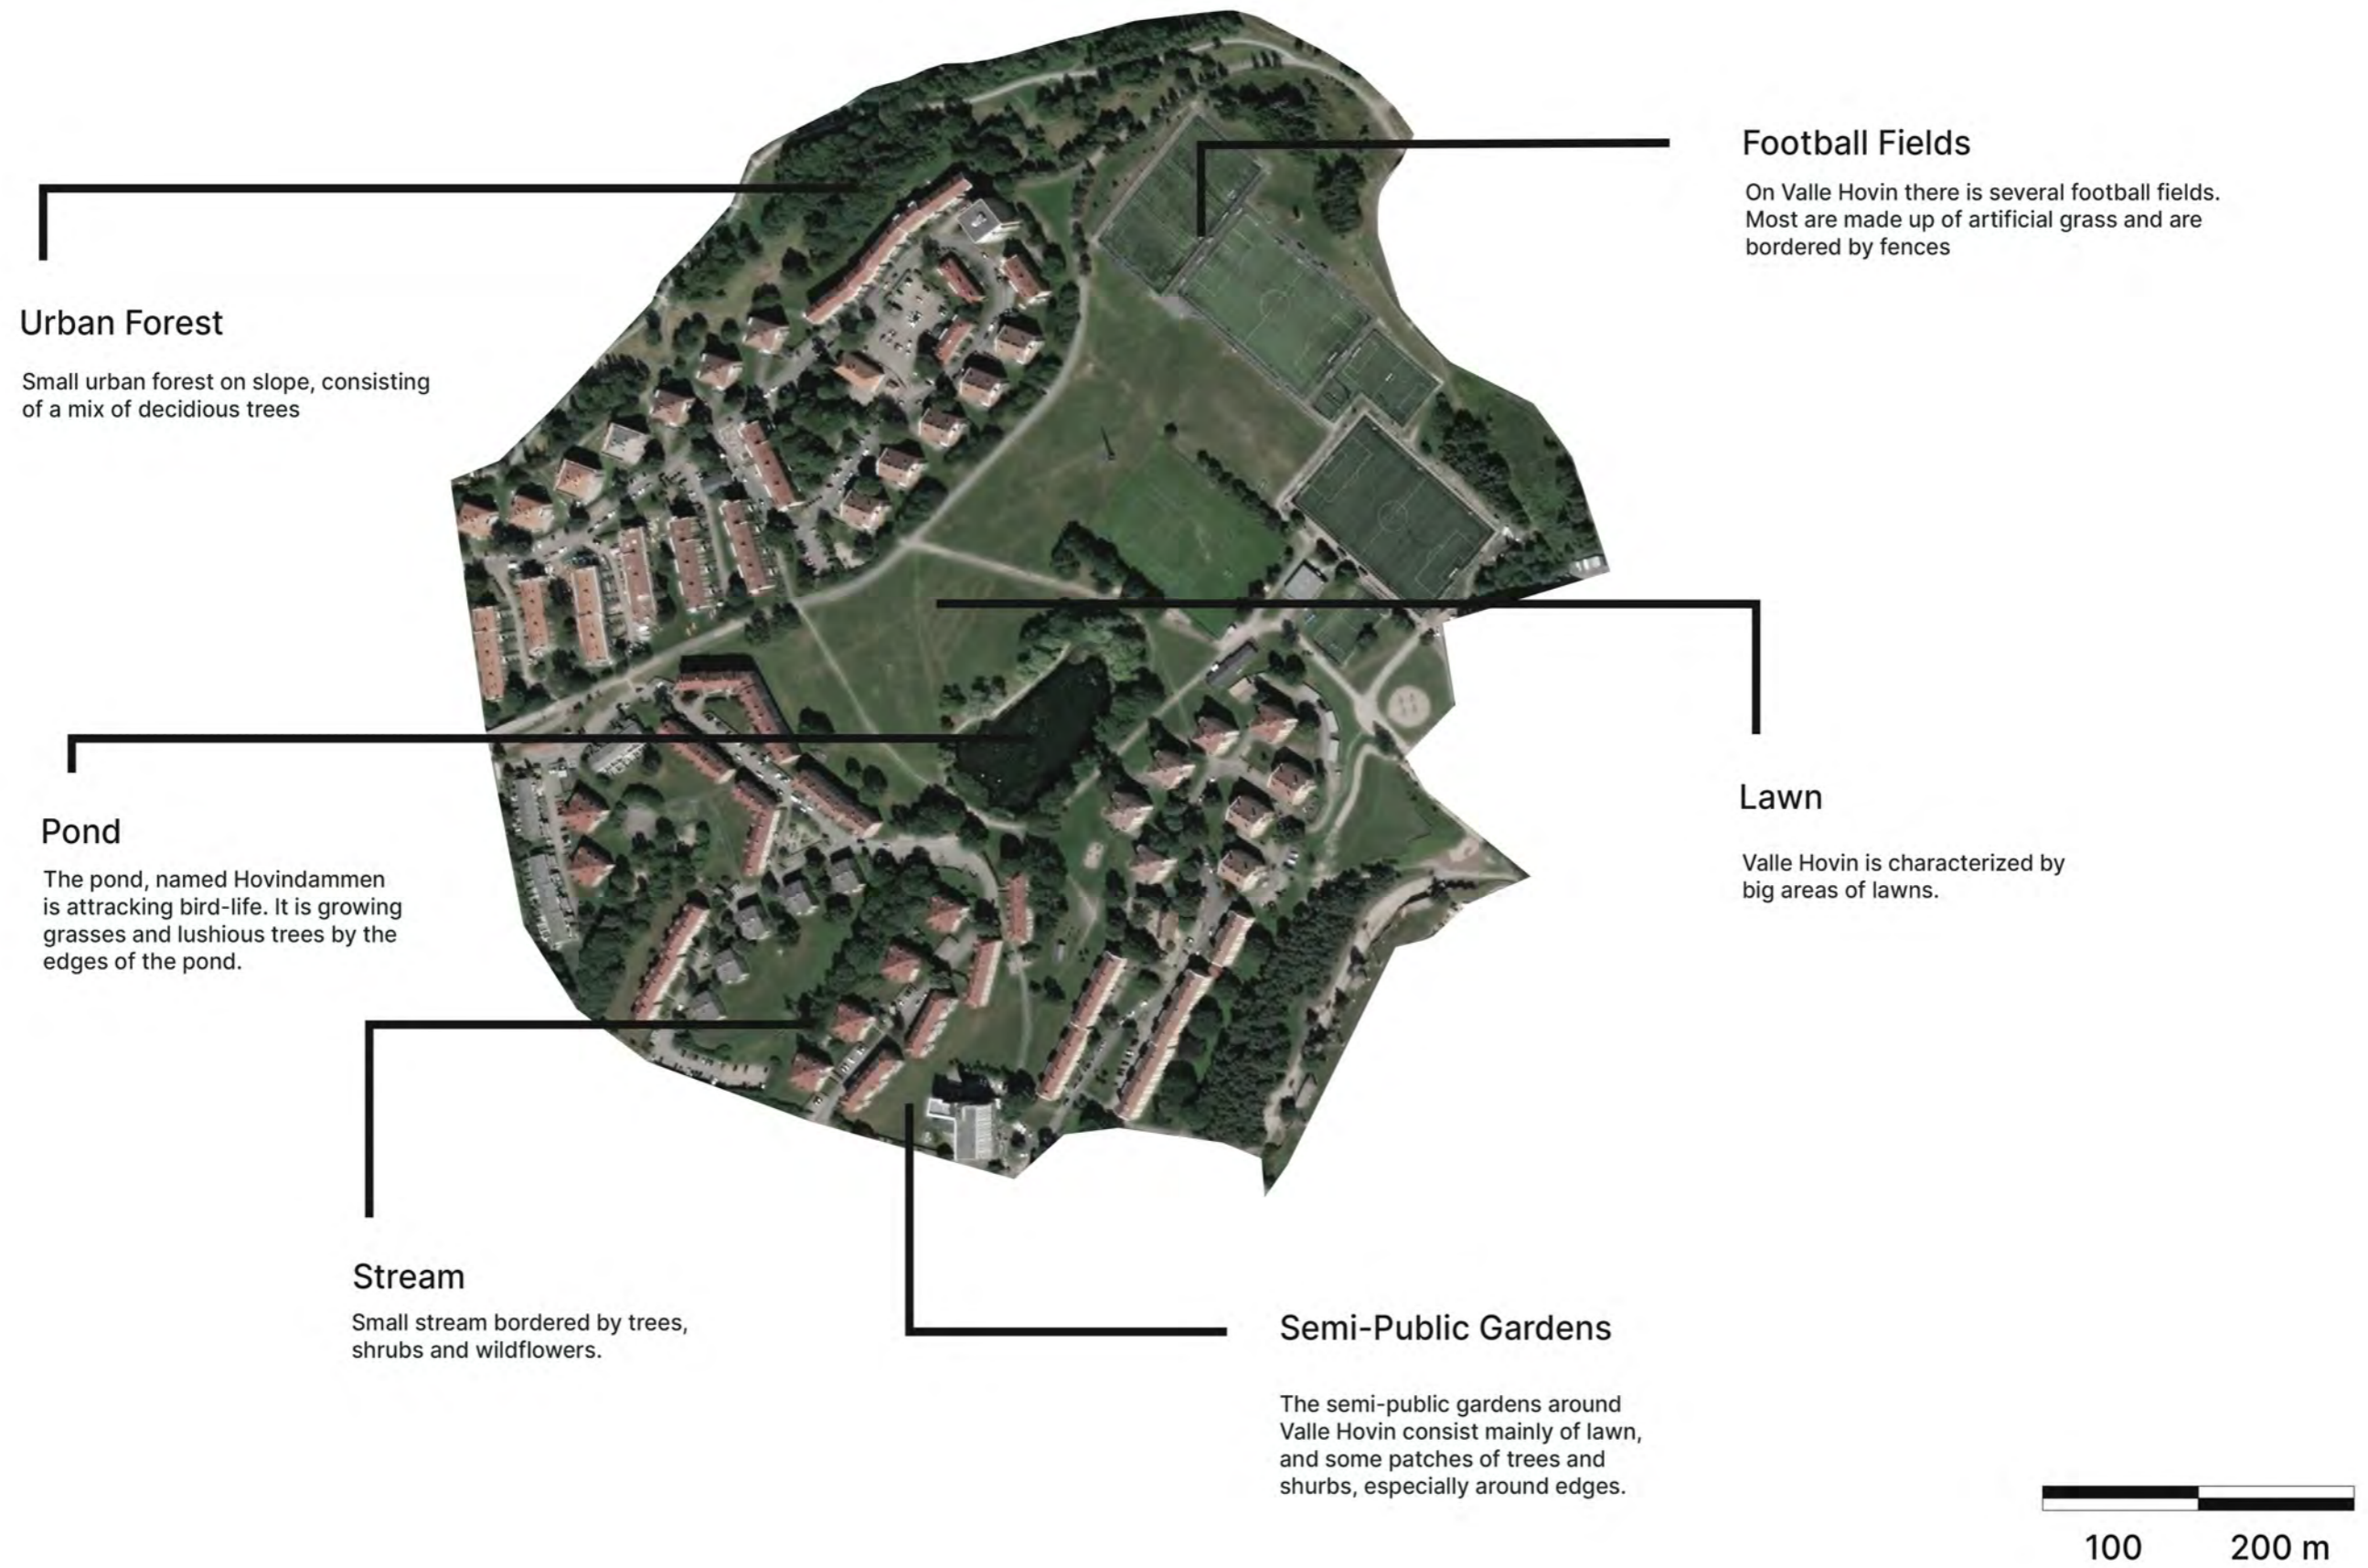 Football Fields
On Valle Hovin there is several football fields.
Most are made up of artificial grass and are
bordered by fences
Urban Forest
Small urban forest on slope, consisting
of a mix of decidious trees
Lawn
Valle Hovin is characterized by
big areas of lawns.
Pond
The pond, named Hovindammen
is attracking bird-life. It is growing
grasses and lushious trees by the
edges of the pond.
Stream
Small stream bordered by trees,
shrubs and wildflowers.
Semi-Public Gardens
The semi-public gardens around
Valle Hovin consist mainly of lawn,
and some patches of trees and
shurbs, especially around edges.
100 200 m